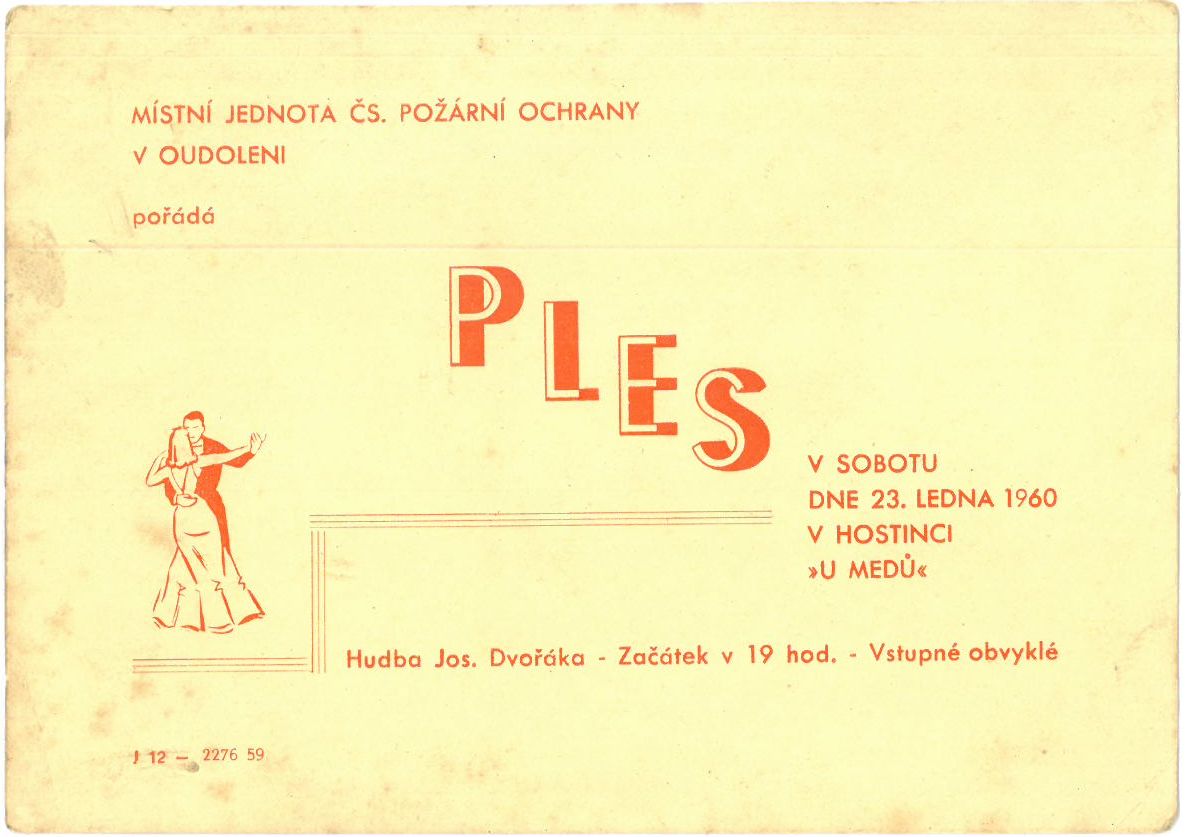 MÍSTNÍ JEDNOTA ČS. POŽÁRNÍ OCHRANY
V OUDOLENI
pořádá
PLES
V SOBOTU
DNE 23. LEDNA 1960
V HOSTINCI
»U MEDŮ«
Hudba Jos. Dvořáka - Začátek v 19 hod. - Vstupné obvyklé
J 12 — 2276 59